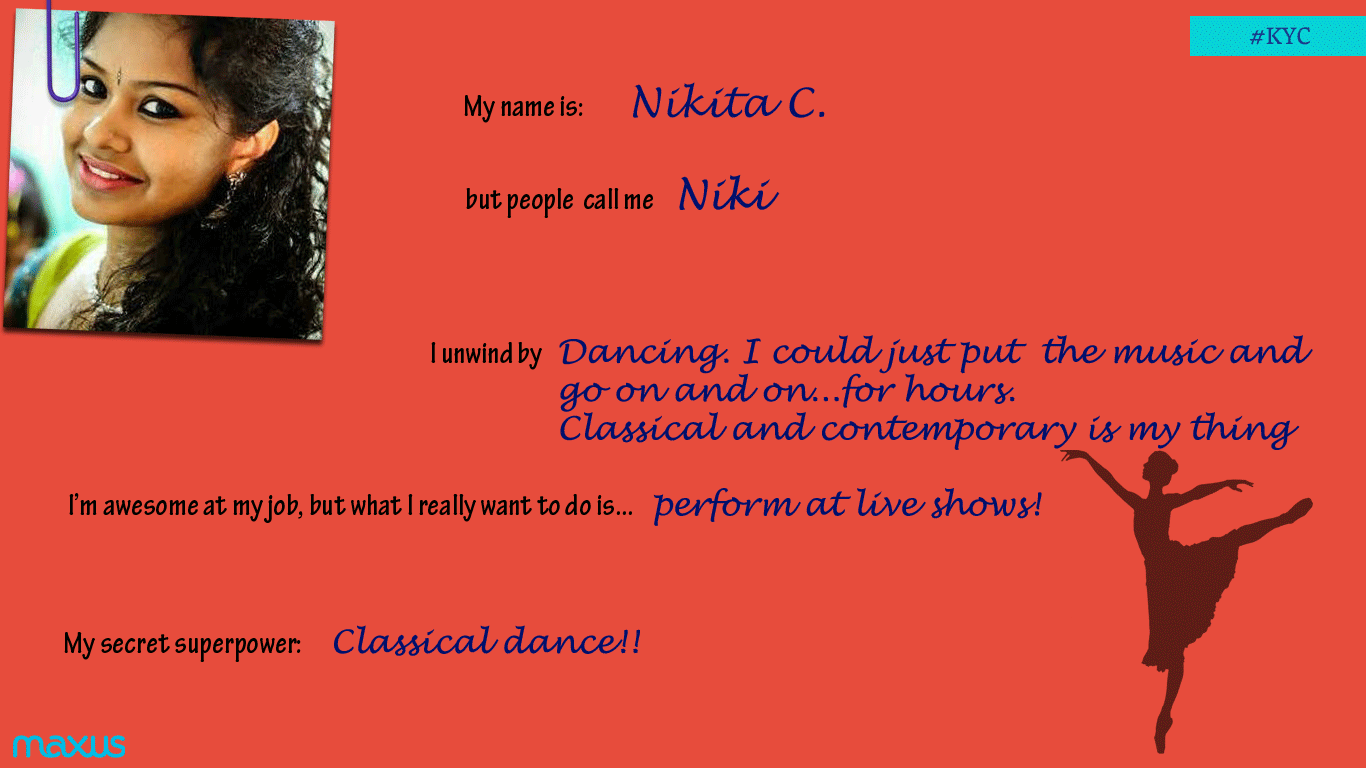 #KYC
My name is: Nikita C.
but people call me Niki
I unwind by Dancing. I could just put the music and
go on and on...for hours.
Classical and contemporary is my thing
I'm awesome at my job, but what I really want to do is... perform at live shows!
My secret superpower: Classical dance!!
maxus